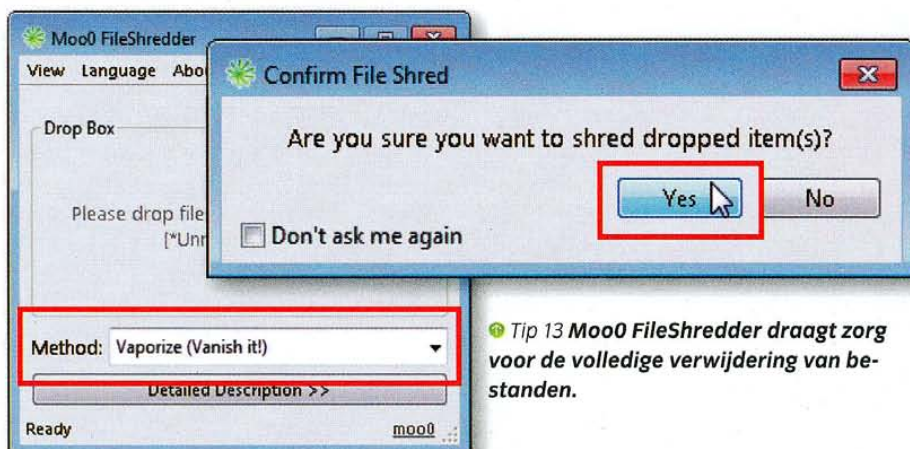 Moo0 FileShredder
View Language Abo
Drop Box
Please drop file
[*Unr
Method: Vaporize (Vanish it!)
Detailed Description >>
Ready moo0
Confirm File Shred
Are you sure you want to shred dropped item(s)?
Yes No
Don't ask me again
Tip 13 Moo0 FileShredder draagt zorg
voor de volledige verwijdering van be-
standen.